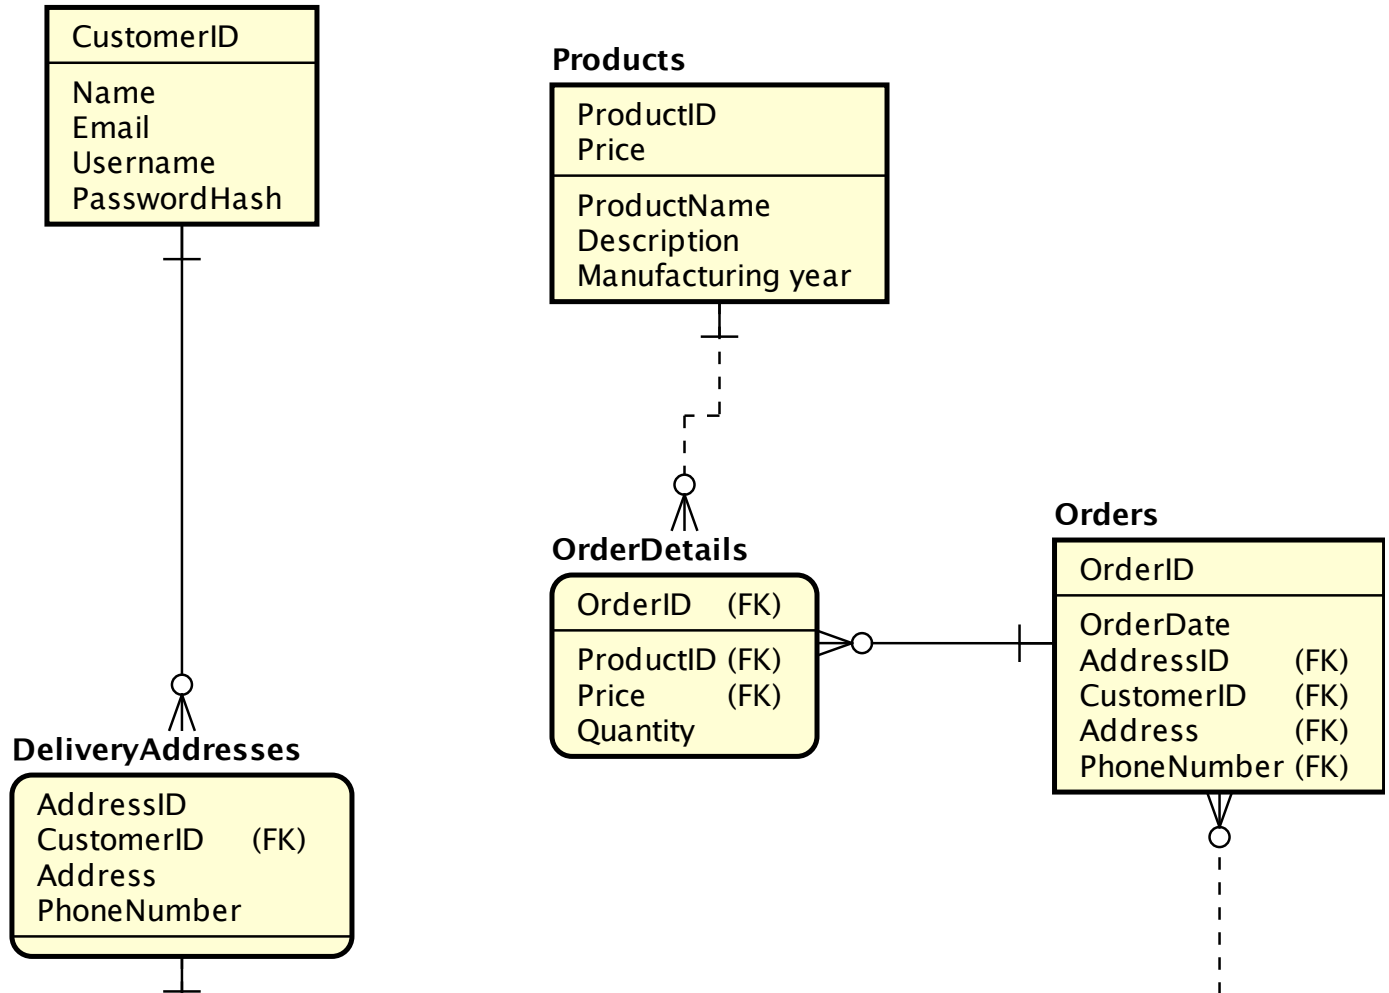 CustomerID
Name
Email
Username
PasswordHash
Products
ProductID
Price
ProductName
Description
Manufacturing year
OrderDetails
OrderID (FK)
ProductID (FK)
Price (FK)
Quantity
Orders
OrderID
OrderDate
AddressID (FK)
CustomerID (FK)
Address (FK)
PhoneNumber (FK)
DeliveryAddresses
AddressID
CustomerID (FK)
Address
PhoneNumber